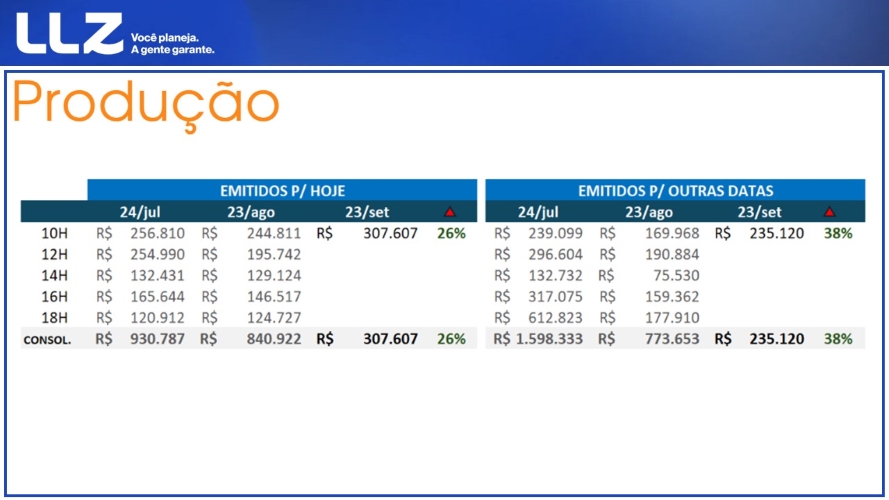 LLZ Você planeja.
A gente garante.
Produção
EMITIDOS P/ HOJE EMITIDOS P/ OUTRAS DATAS
24/jul 23/ago 23/set 24/jul 23/ago 23/set
10H R$ 256.810 R$ 244.811 R$ 307.607 26% R$ 239.099 R$ 169.968 R$ 235.120 38%
12H R$ 254.990 R$ 195.742 R$ 296.604 R$ 190.884
14H R$ 132.431 R$ 129.124 R$ 132.732 R$ 75.530
16H R$ 165.644 R$ 146.517 R$ 317.075 R$ 159.362
18H R$ 120.912 R$ 124.727 R$ 612.823 R$ 177.910
CONSOL. R$ 930.787 R$ 840.922 R$ 307.607 26% R$ 1.598.333 R$ 773.653 R$ 235.120 38%